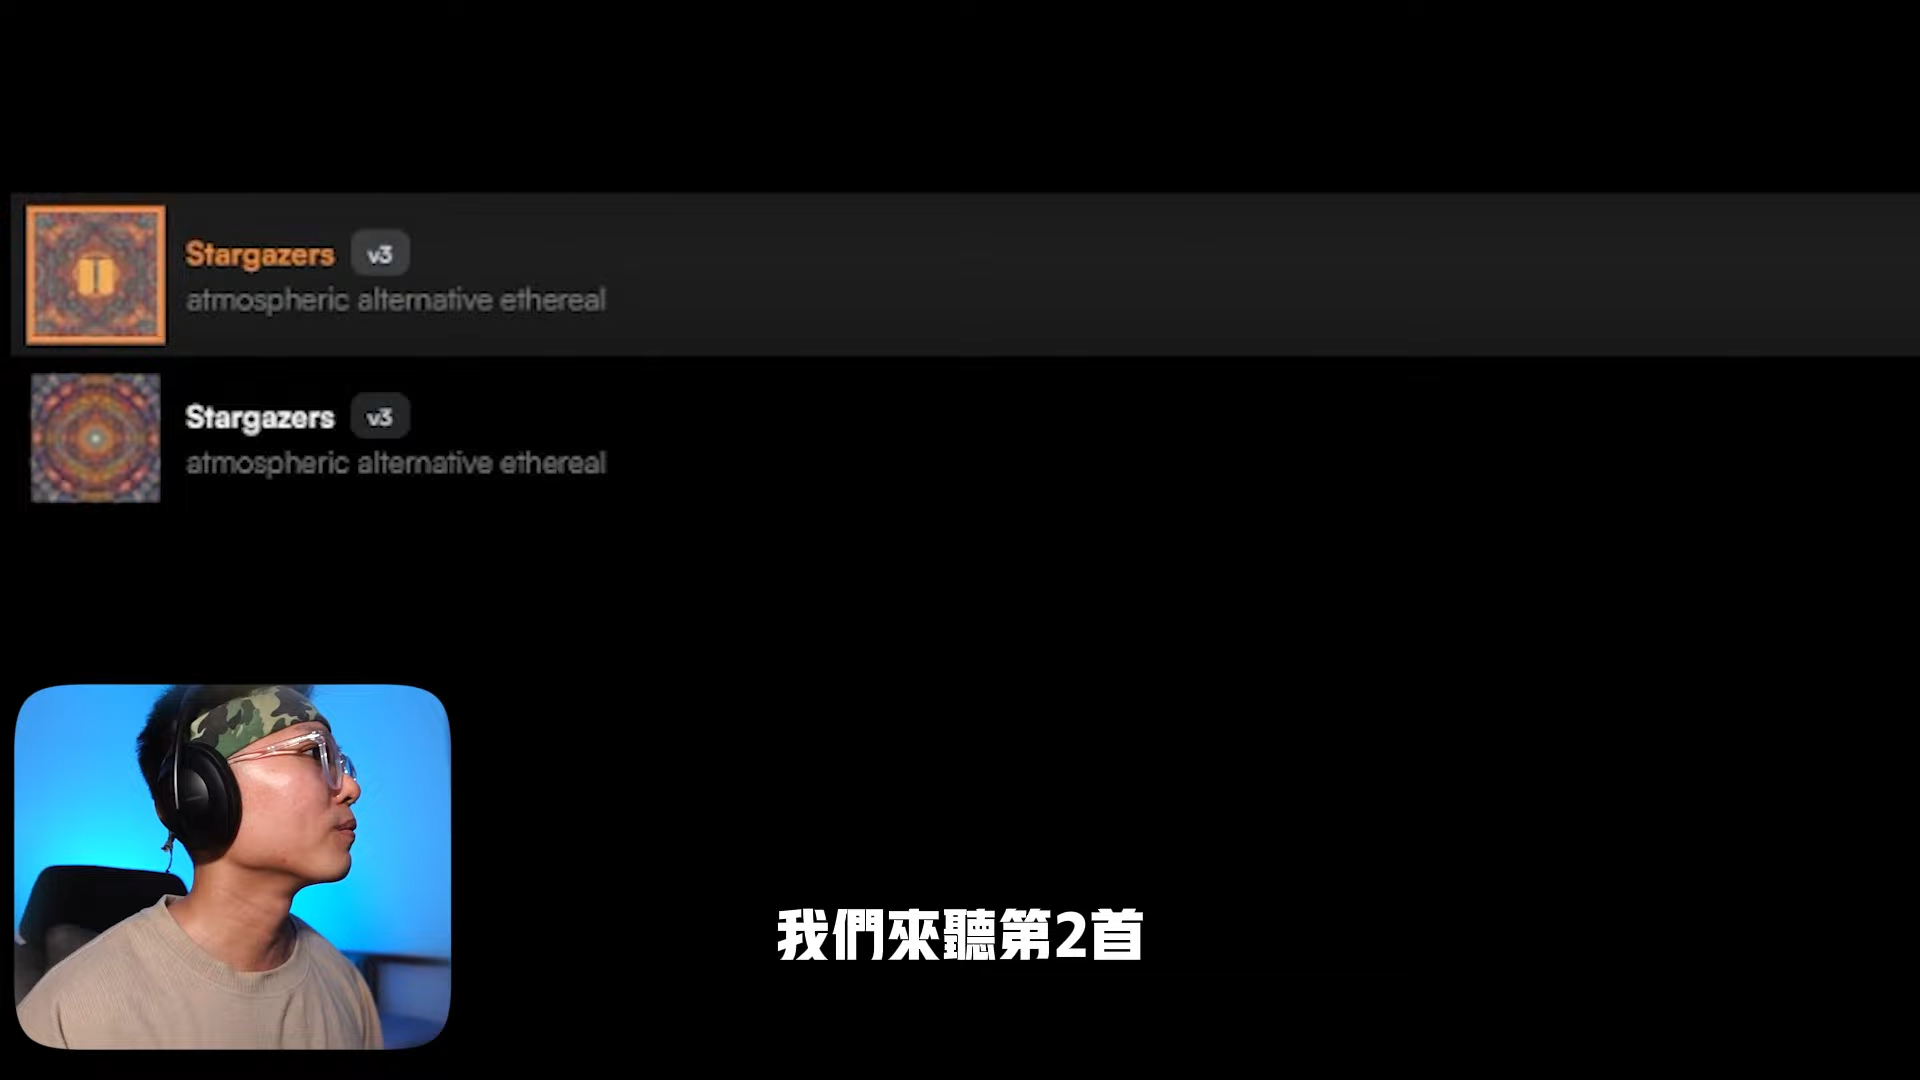 Stargazers v3
atmospheric alternative ethereal
Stargazers v3
atmospheric alternative ethereal
我們來聽第2首